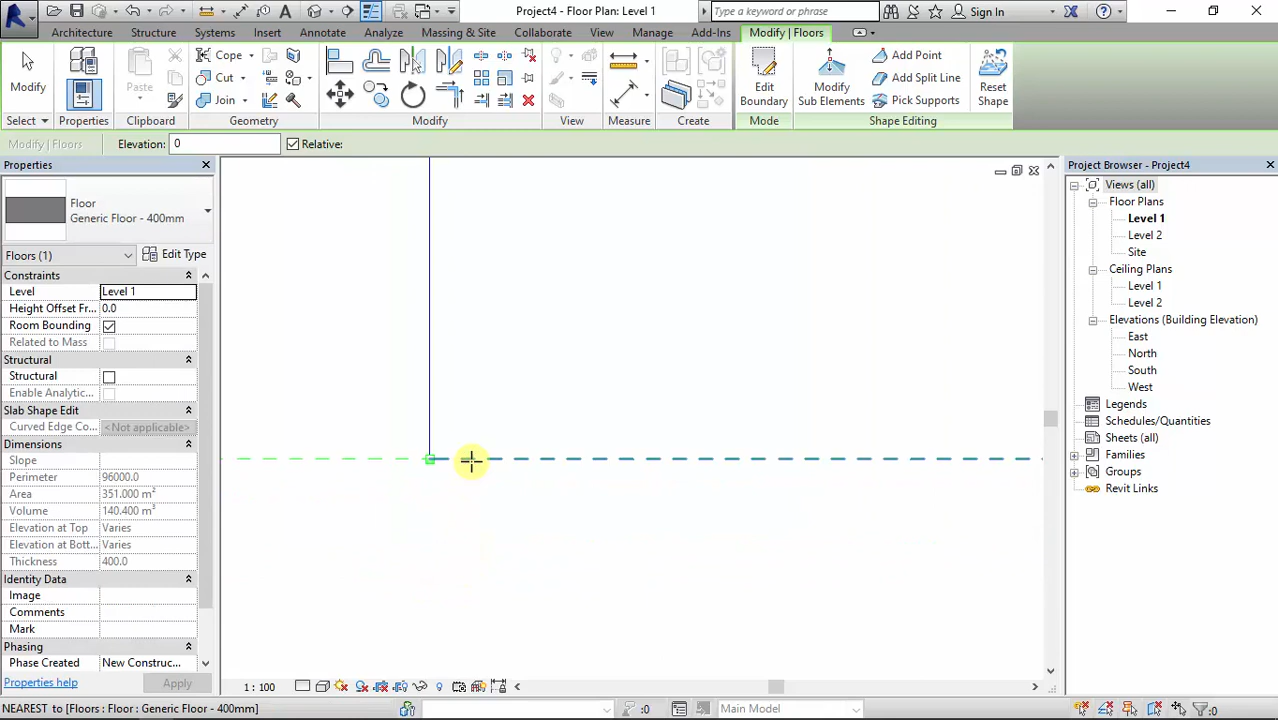 Project4 - Floor Plan: Level 1
Type a keyword or phrase
Sign In
Architecture Structure Systems Insert Annotate Analyze Massing & Site Collaborate View Manage Add-Ins Modify | Floors
Modify
Paste
Cope
Cut
Join
Edit Boundary
Modify Sub Elements
Add Point
Add Split Line
Pick Supports
Reset Shape
Select Properties Clipboard Geometry Modify View Measure Create Mode Shape Editing
Modify | Floors Elevation: 0 Relative:
Properties
Floor
Generic Floor - 400mm
Floors (1) Edit Type
Constraints
Level Level 1
Height Offset Fr... 0.0
Room Bounding
Related to Mass
Structural
Structural
Enable Analytic...
Slab Shape Edit
Curved Edge Co... <Not applicable>
Dimensions
Slope
Perimeter 96000.0
Area 351.000 m²
Volume 140.400 m³
Elevation at Top Varies
Elevation at Bott... Varies
Thickness 400.0
Identity Data
Image
Comments
Mark
Phasing
Phase Created New Construc...
Properties help Apply
Project Browser - Project4
Views (all)
Floor Plans
Level 1
Level 2
Site
Ceiling Plans
Level 1
Level 2
Elevations (Building Elevation)
East
North
South
West
Legends
Schedules/Quantities
Sheets (all)
Families
Groups
Revit Links
1 : 100
NEAREST to [Floors : Floor : Generic Floor - 400mm] :0 Main Model :0